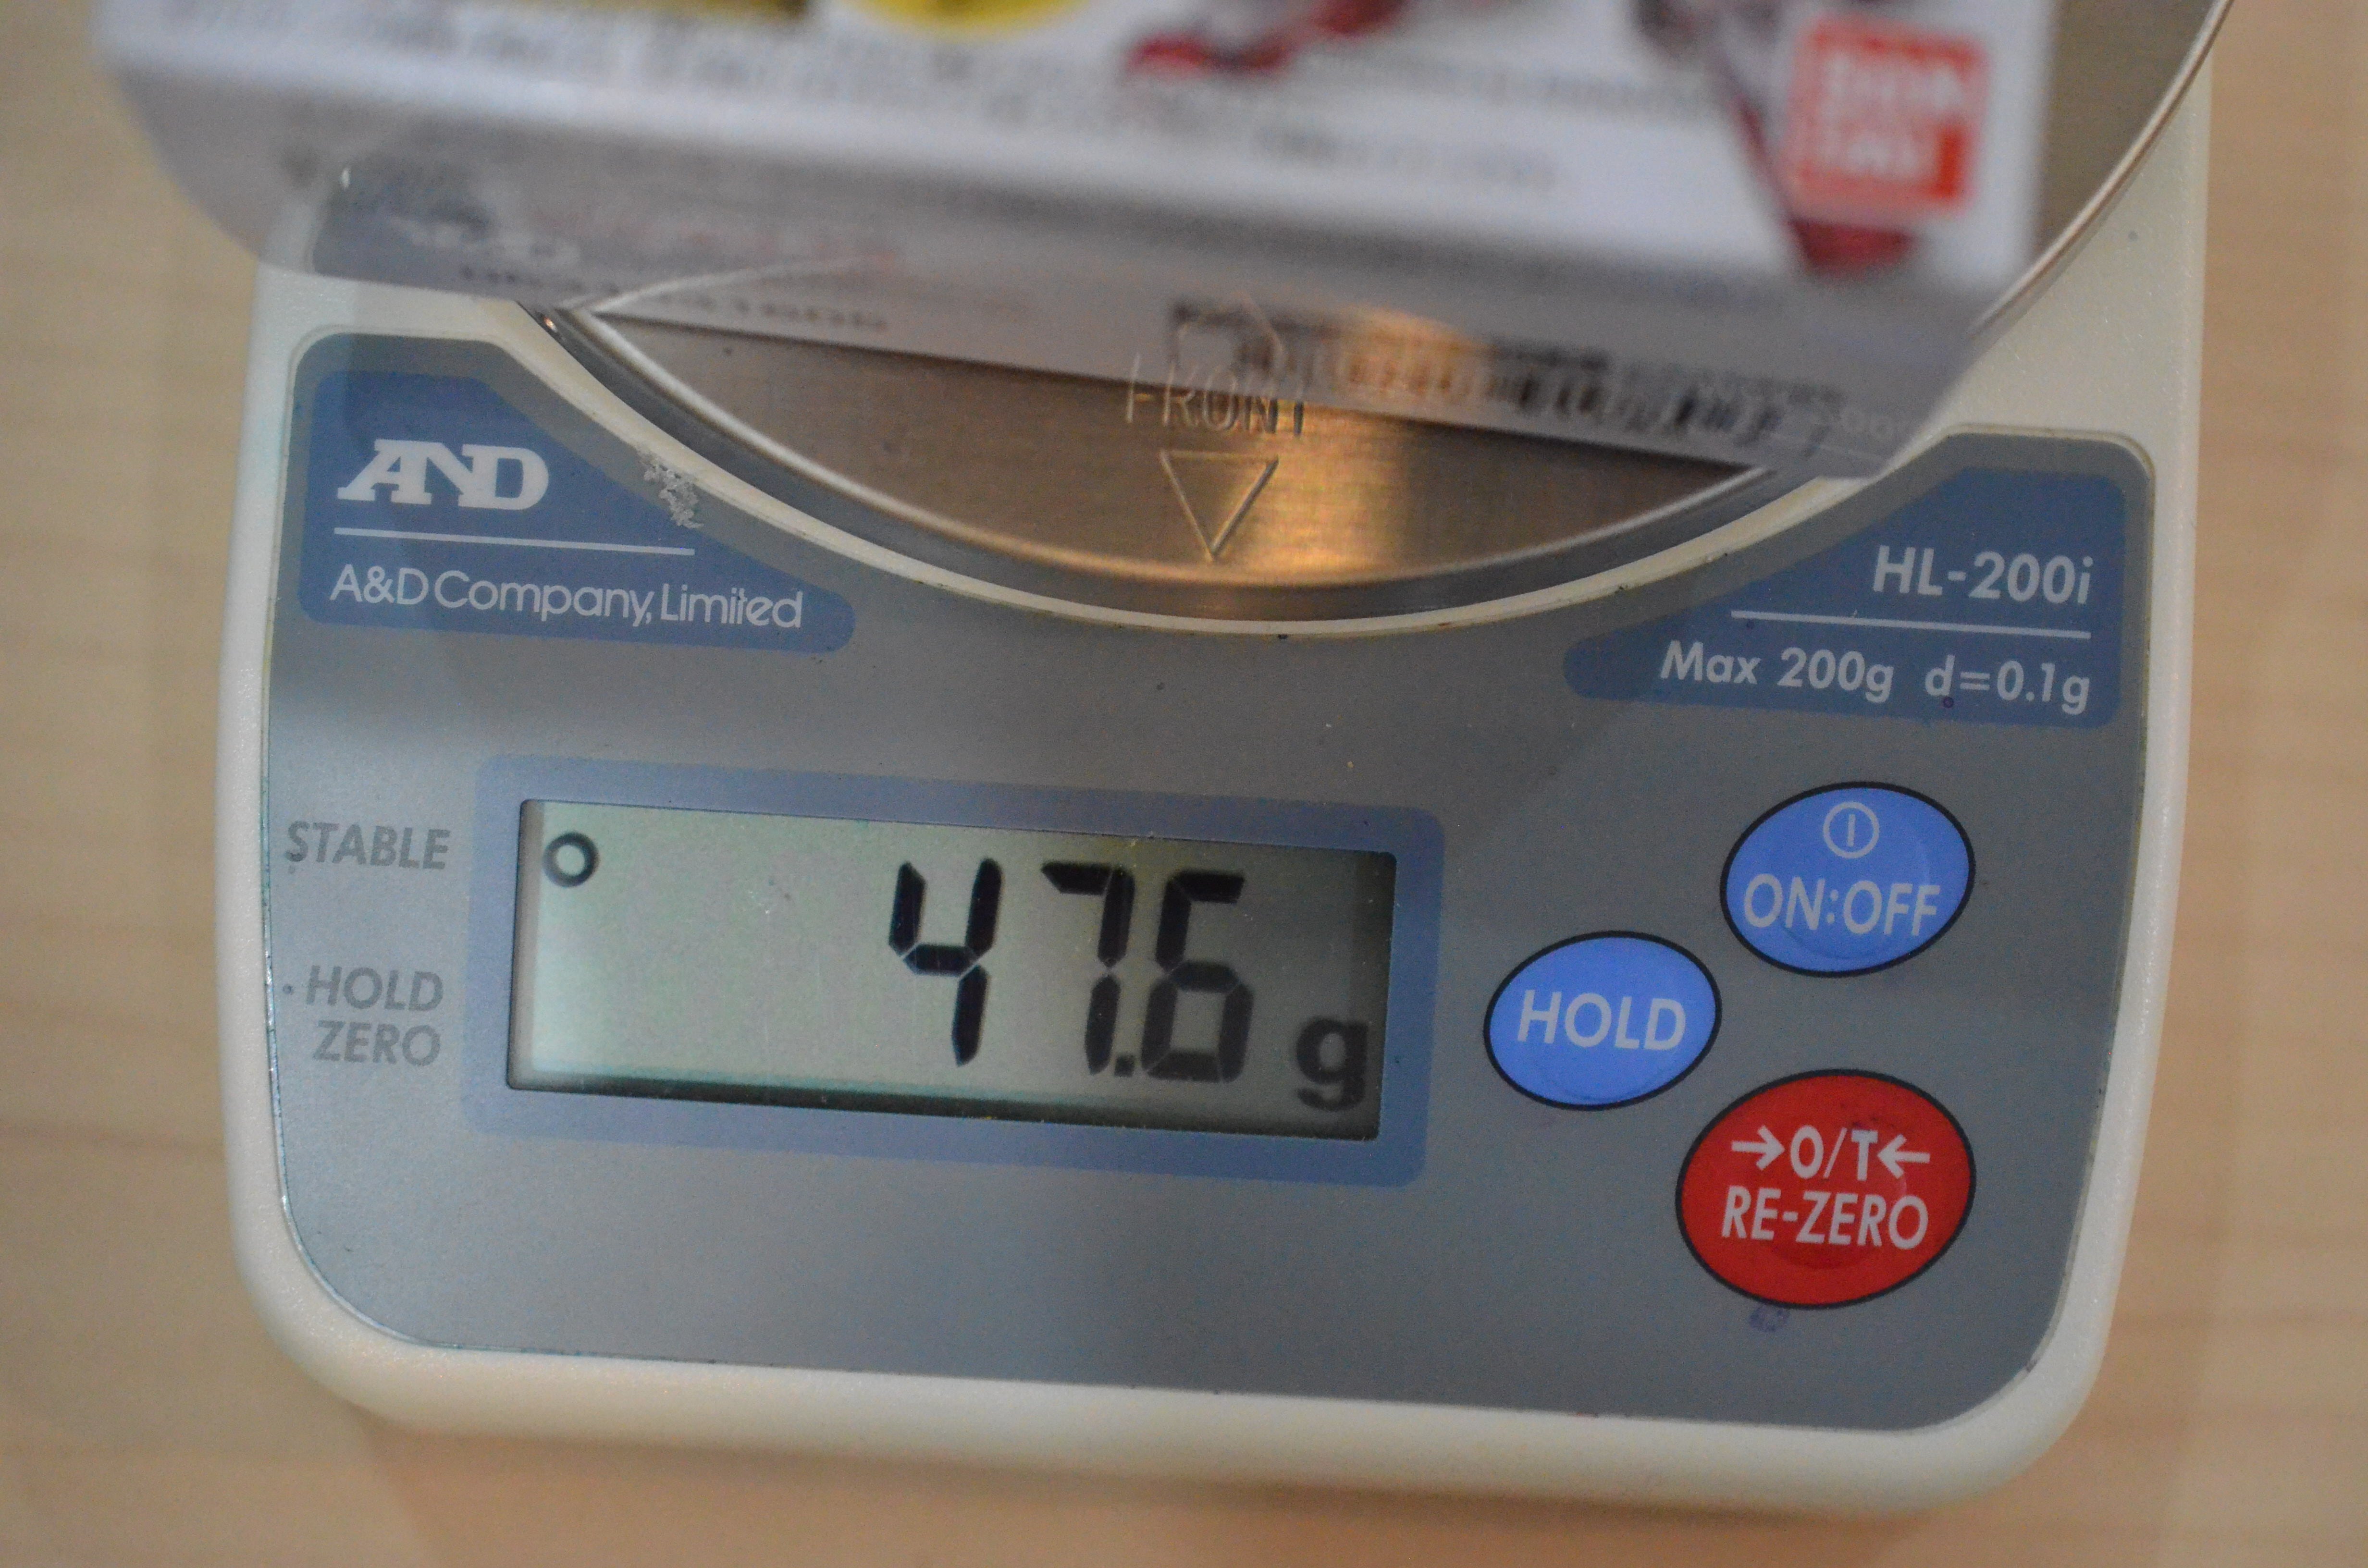 FRONT
AND
A&D Company, Limited
HL-200i
Max 200g d=0.1g
STABLE
HOLD
ZERO
47.6 g
ON:OFF
HOLD
→0/T←
RE-ZERO